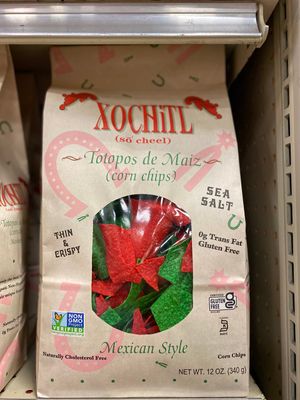 XOCHiTL
(sō cheel)
Totopos de Maiz
(corn chips)
SEA
SALT
THIN
&
CRISPY
0g Trans Fat
Gluten Free
NON
GMO
Project
VERIFIED
GLUTEN
FREE
Mexican Style
Naturally Cholesterol Free
Corn Chips
NET WT. 12 OZ. (340 g)